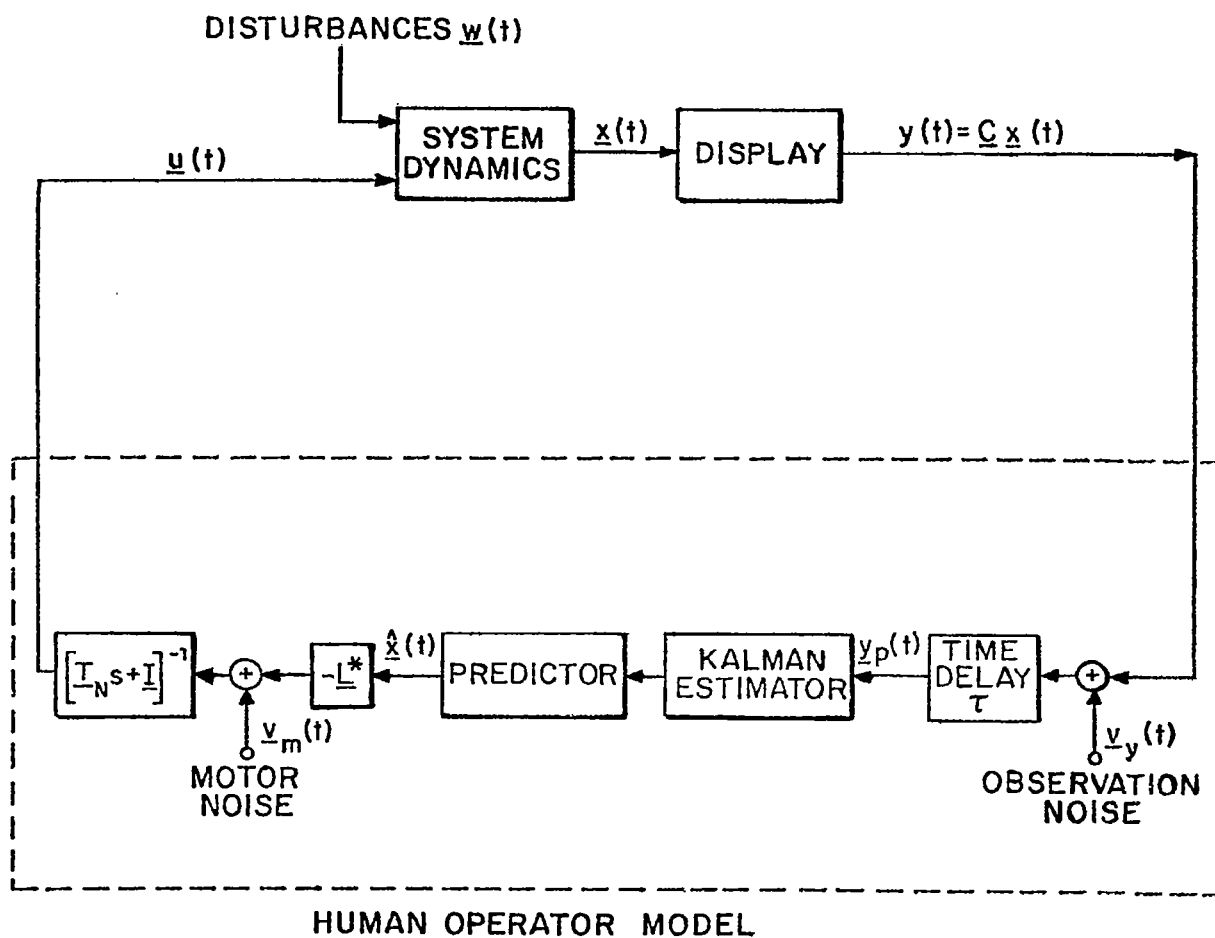 DISTURBANCES w(t)
u(t)
SYSTEM
DYNAMICS
x(t)
DISPLAY
y(t)= C x(t)
[T_N s+I]^-1
+
v_m(t)
MOTOR
NOISE
-L*
x̂(t)
PREDICTOR
KALMAN
ESTIMATOR
y_p(t)
TIME
DELAY
τ
+
v_y(t)
OBSERVATION
NOISE
HUMAN OPERATOR MODEL